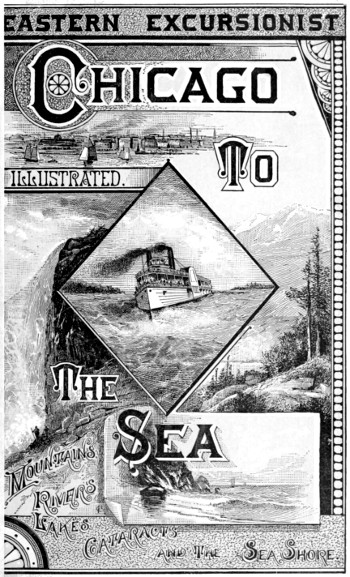 EASTERN EXCURSIONIST
CHICAGO
TO
ILLUSTRATED.
THE
SEA
MOUNTAINS
RIVERS
LAKES
CATARACTS
AND THE SEA SHORE.